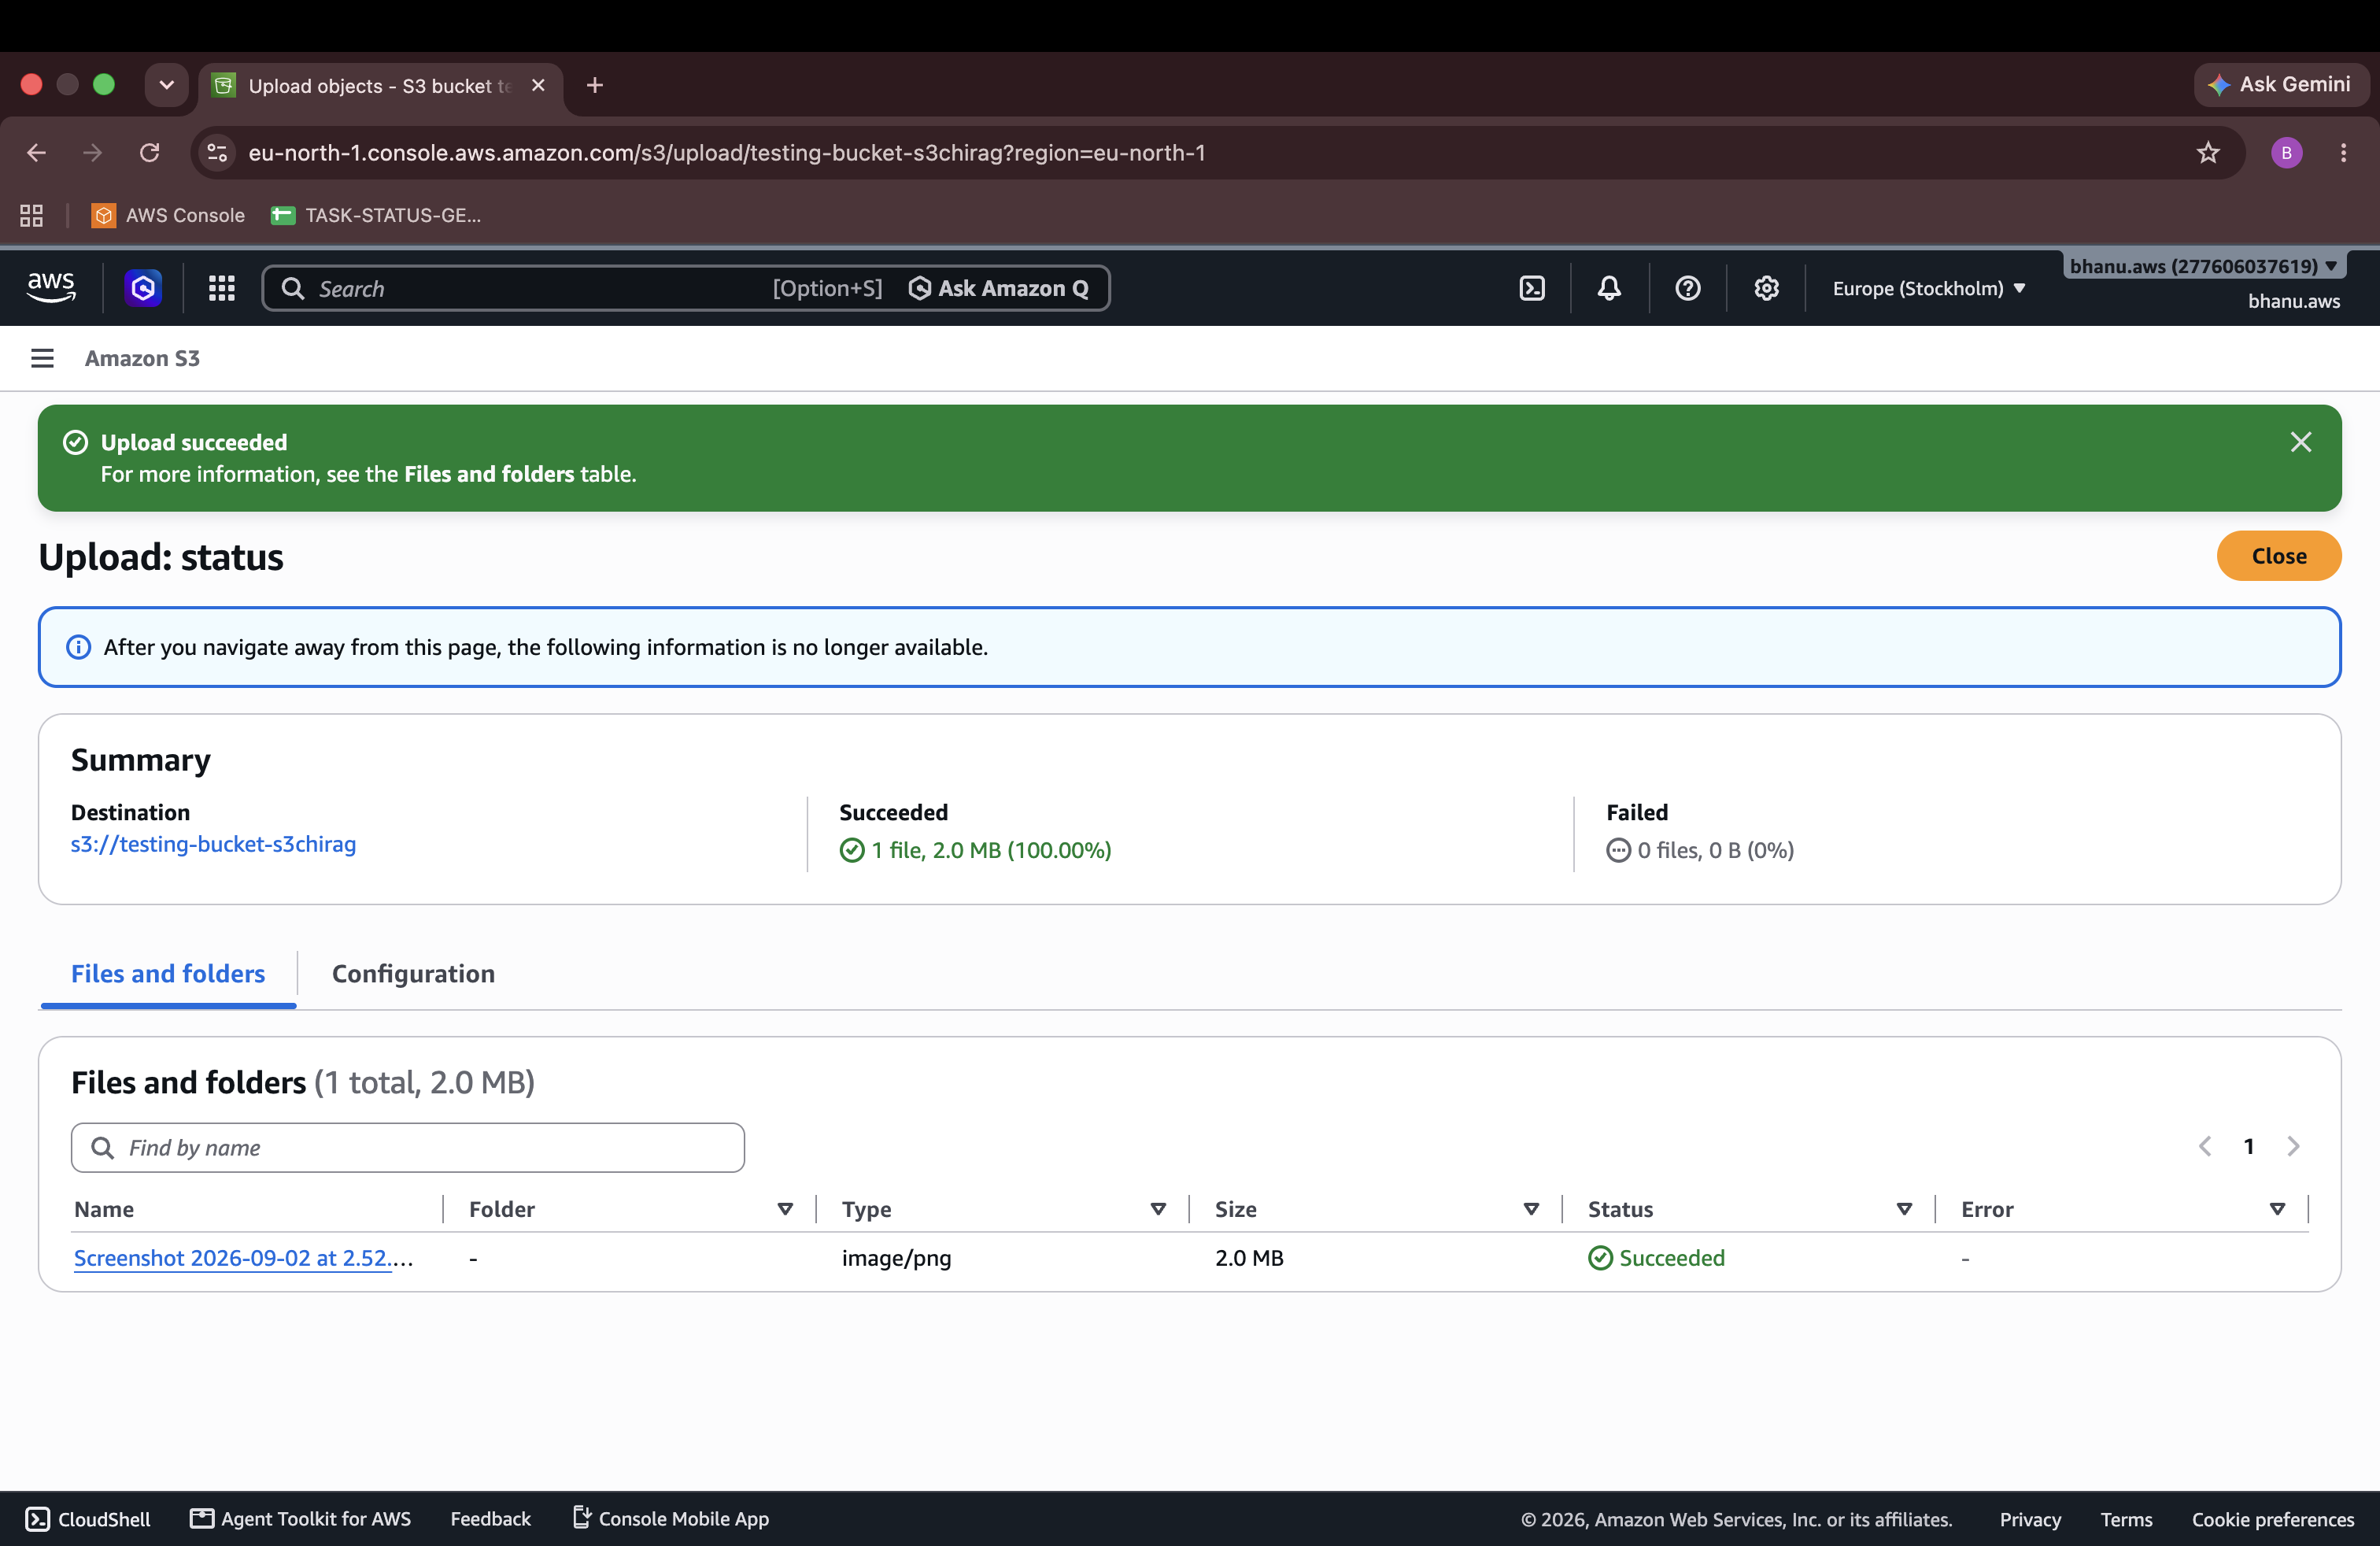 Upload objects - S3 bucket te
Ask Gemini
eu-north-1.console.aws.amazon.com/s3/upload/testing-bucket-s3chirag?region=eu-north-1
B
AWS Console
TASK-STATUS-GE...
aws
Search
[Option+S]
Ask Amazon Q
Europe (Stockholm)
bhanu.aws (277606037619)
bhanu.aws
Amazon S3
Upload succeeded
For more information, see the Files and folders table.
Upload: status
Close
After you navigate away from this page, the following information is no longer available.
Summary
Destination
s3://testing-bucket-s3chirag
Succeeded
1 file, 2.0 MB (100.00%)
Failed
0 files, 0 B (0%)
Files and folders
Configuration
Files and folders (1 total, 2.0 MB)
Find by name
1
Name Folder Type Size Status Error
Screenshot 2026-09-02 at 2.52.... - image/png 2.0 MB Succeeded -
CloudShell
Agent Toolkit for AWS
Feedback
Console Mobile App
© 2026, Amazon Web Services, Inc. or its affiliates.
Privacy
Terms
Cookie preferences